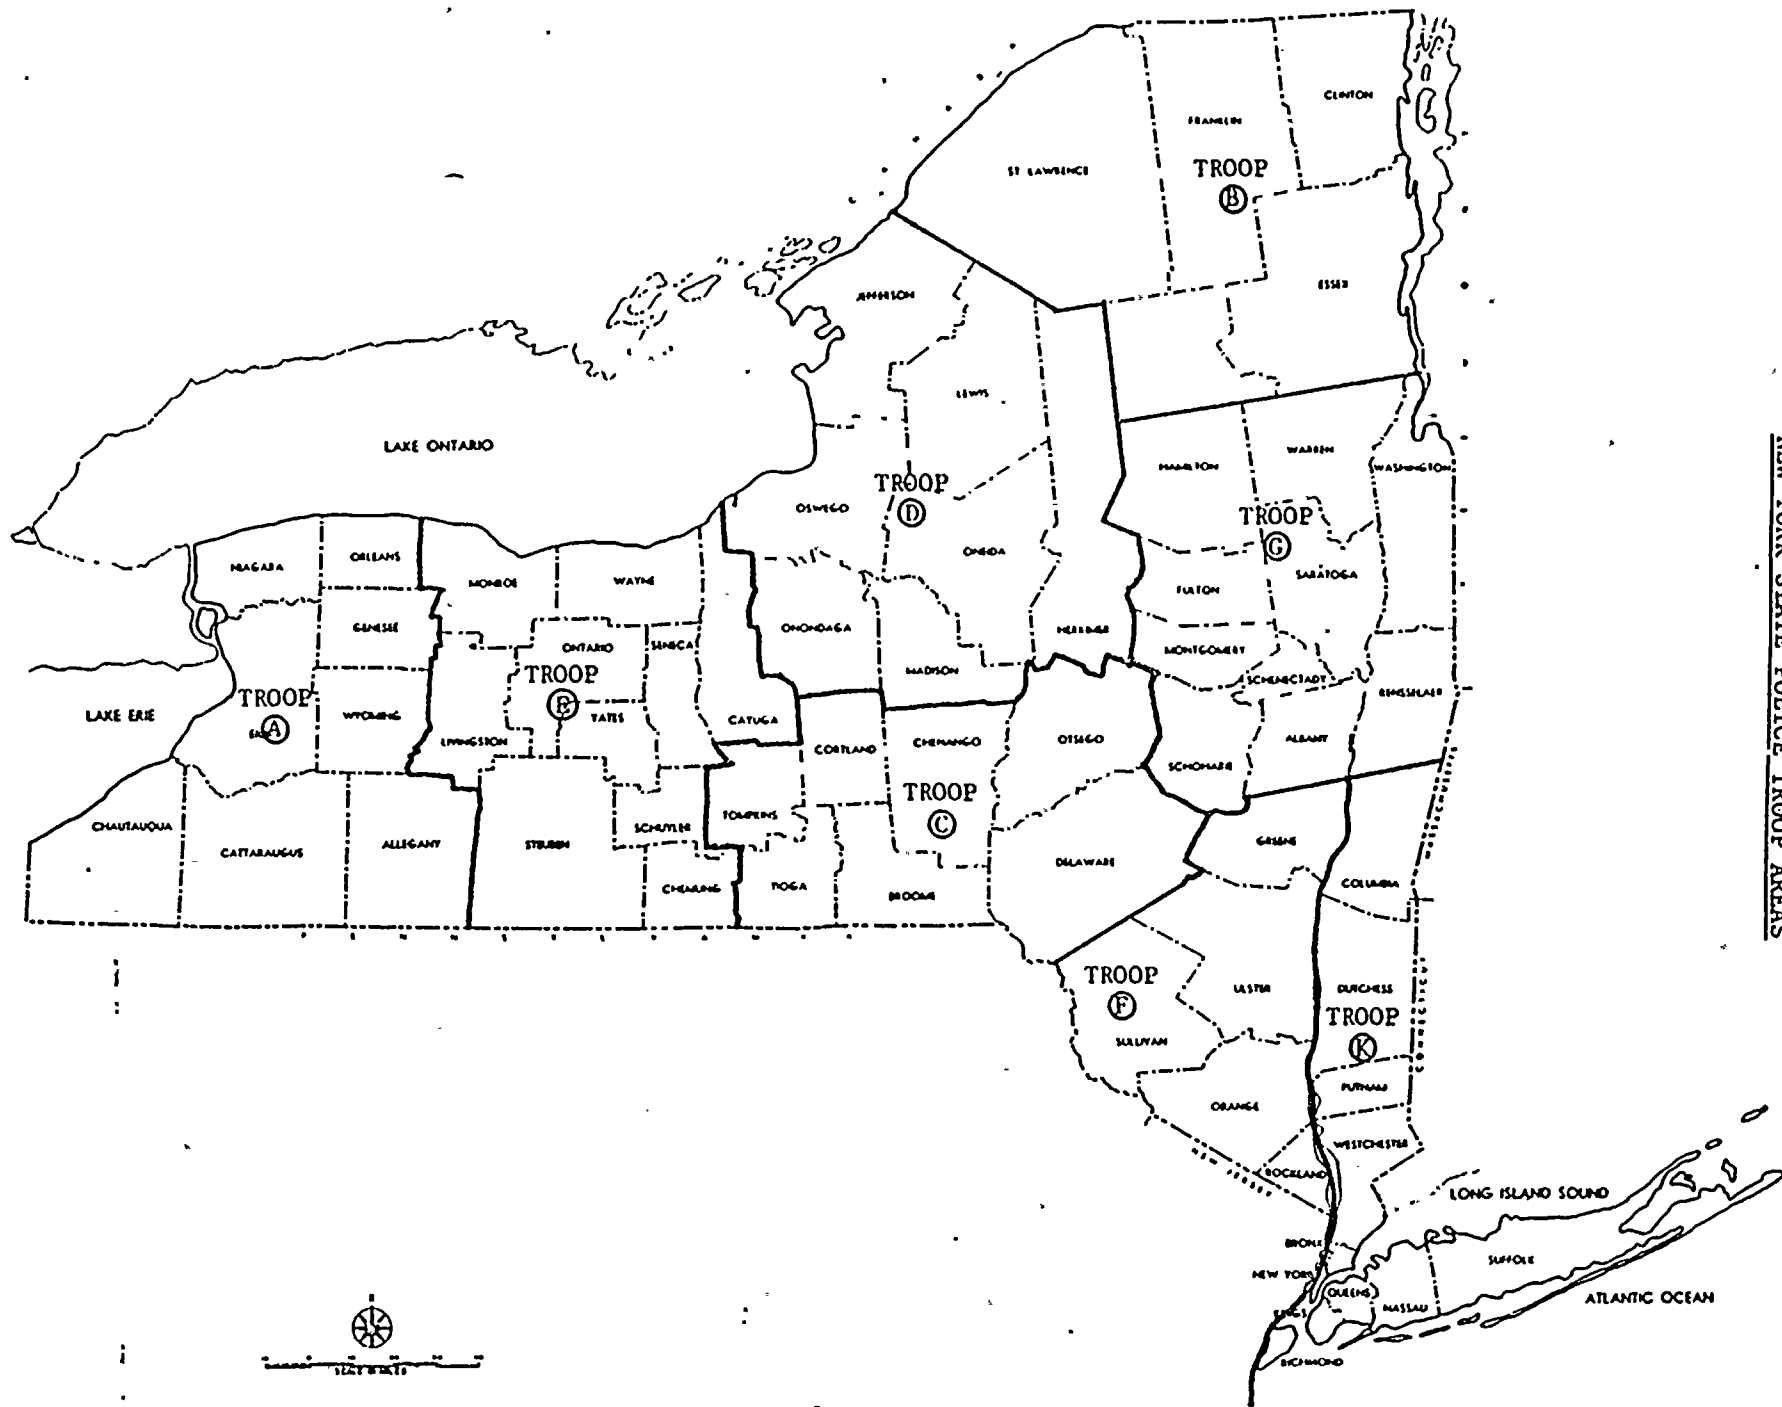 NEW YORK STATE POLICE TROOP AREAS
CLINTON
FRANKLIN
ST LAWRENCE
TROOP
B
ESSEX
JEFFERSON
LEWIS
LAKE ONTARIO
WARREN
HAMILTON
WASHINGTON
TROOP
D
OSWEGO
TROOP
G
ONEIDA
ORLEANS
NIAGARA
MONROE
WAYNE
SARATOGA
FULTON
GENESEE
ONONDAGA
HERKIMER
ONTARIO
SENECA
MONTGOMERY
MADISON
TROOP
E
SCHENECTADY
RENSSELAER
TROOP
A
LAKE ERIE
WYOMING
YATES
CAYUGA
LIVINGSTON
CORTLAND
CHENANGO
OTSEGO
ALBANY
SCHOHARIE
TROOP
C
CHAUTAUQUA
TOMPKINS
SCHUYLER
CATTARAUGUS
ALLEGANY
STEUBEN
GREENE
DELAWARE
CHEMUNG
TIOGA
BROOME
COLUMBIA
TROOP
F
ULSTER
DUTCHESS
TROOP
K
SULLIVAN
PUTNAM
ORANGE
WESTCHESTER
ROCKLAND
LONG ISLAND SOUND
BRONX
SUFFOLK
NEW YORK
QUEENS
NASSAU
ATLANTIC OCEAN
KINGS
RICHMOND
SCALE IN MILES